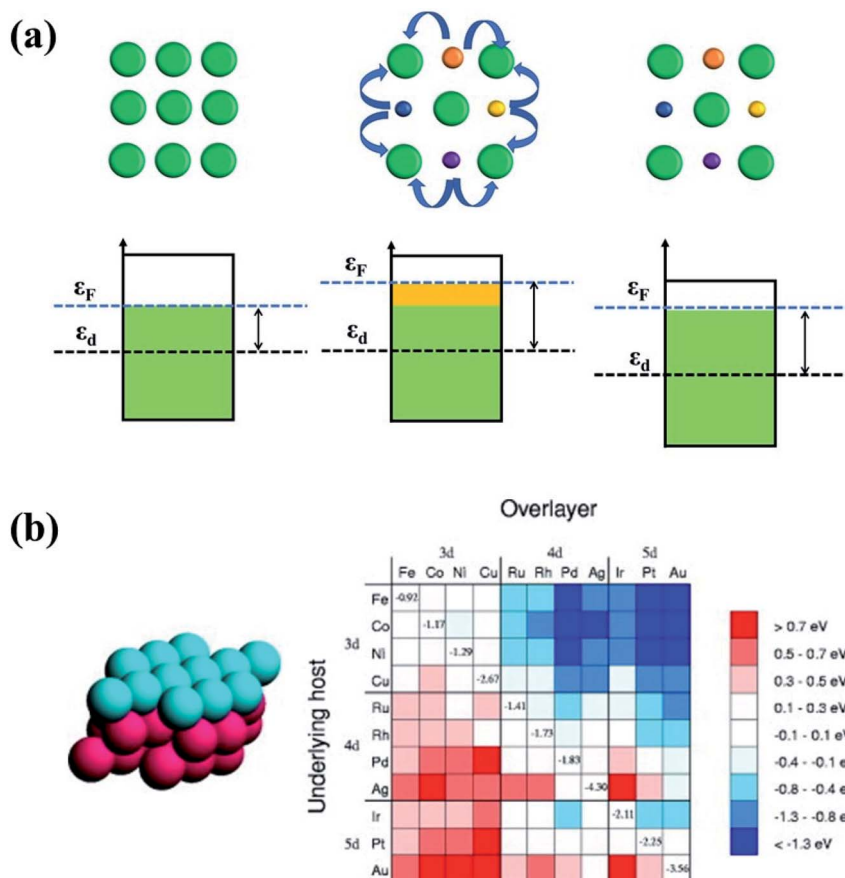 (a)
εF
εd
εF
εd
εF
εd
(b)
Overlayer
3d 4d 5d
Fe Co Ni Cu Ru Rh Pd Ag Ir Pt Au
Underlying host
3d
4d
5d
Fe -0.92
Co -1.17
Ni -1.29
Cu -2.67
Ru -1.41
Rh -1.73
Pd -1.83
Ag -4.30
Ir -2.11
Pt -2.25
Au -3.56
> 0.7 eV
0.5 - 0.7 eV
0.3 - 0.5 eV
0.1 - 0.3 eV
-0.1 - 0.1 eV
-0.4 - -0.1 e
-0.8 - -0.4 e
-1.3 - -0.8 e
< -1.3 eV